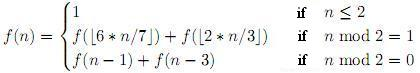 1 if n ≤ 2
f(n) = { f(⌊6 * n/7⌋) + f(⌊2 * n/3⌋) if n mod 2 = 1
f(n − 1) + f(n − 3) if n mod 2 = 0